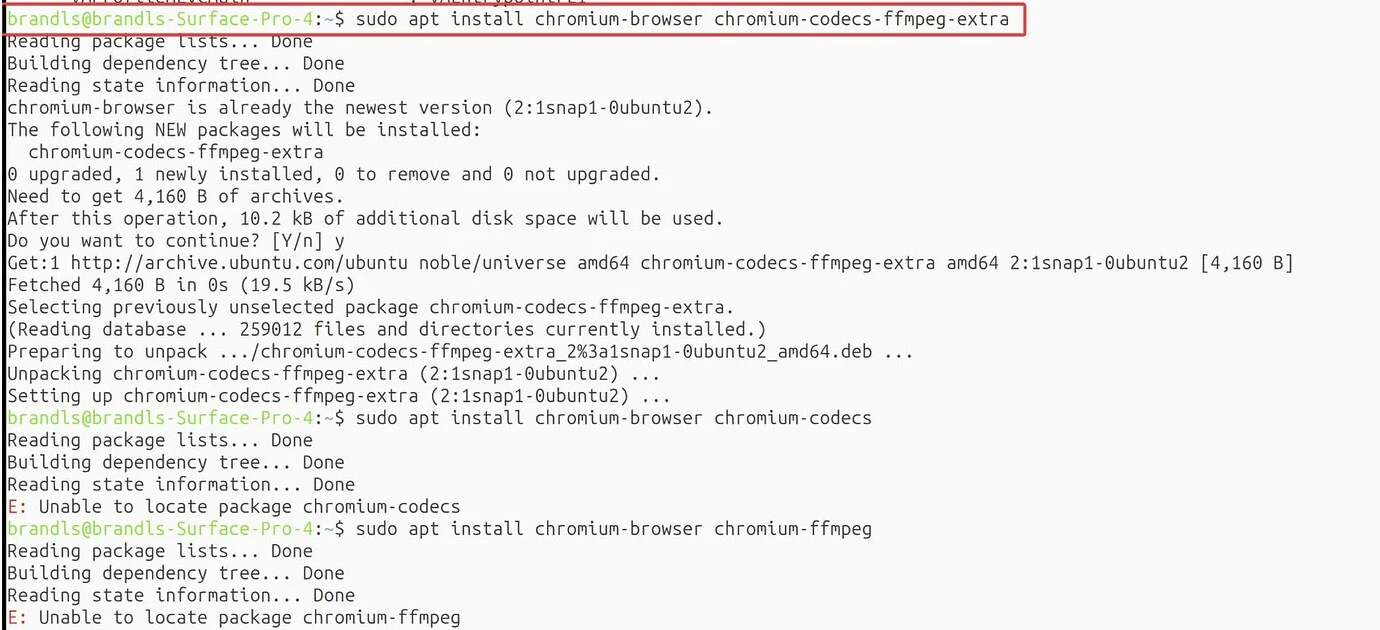 brandls@brandls-Surface-Pro-4:~$ sudo apt install chromium-browser chromium-codecs-ffmpeg-extra
Reading package lists... Done
Building dependency tree... Done
Reading state information... Done
chromium-browser is already the newest version (2:1snap1-0ubuntu2).
The following NEW packages will be installed:
  chromium-codecs-ffmpeg-extra
0 upgraded, 1 newly installed, 0 to remove and 0 not upgraded.
Need to get 4,160 B of archives.
After this operation, 10.2 kB of additional disk space will be used.
Do you want to continue? [Y/n] y
Get:1 http://archive.ubuntu.com/ubuntu noble/universe amd64 chromium-codecs-ffmpeg-extra amd64 2:1snap1-0ubuntu2 [4,160 B]
Fetched 4,160 B in 0s (19.5 kB/s)
Selecting previously unselected package chromium-codecs-ffmpeg-extra.
(Reading database ... 259012 files and directories currently installed.)
Preparing to unpack .../chromium-codecs-ffmpeg-extra_2%3a1snap1-0ubuntu2_amd64.deb ...
Unpacking chromium-codecs-ffmpeg-extra (2:1snap1-0ubuntu2) ...
Setting up chromium-codecs-ffmpeg-extra (2:1snap1-0ubuntu2) ...
brandls@brandls-Surface-Pro-4:~$ sudo apt install chromium-browser chromium-codecs
Reading package lists... Done
Building dependency tree... Done
Reading state information... Done
E: Unable to locate package chromium-codecs
brandls@brandls-Surface-Pro-4:~$ sudo apt install chromium-browser chromium-ffmpeg
Reading package lists... Done
Building dependency tree... Done
Reading state information... Done
E: Unable to locate package chromium-ffmpeg